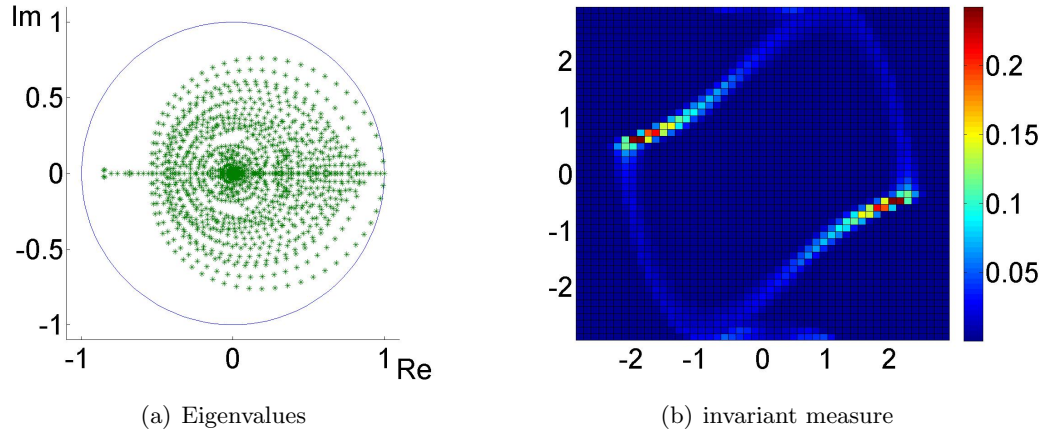 Im
1
0.5
0
-0.5
-1
-1 0 1 Re
2
1
0
-1
-2
-2 -1 0 1 2
0.2
0.15
0.1
0.05
(a) Eigenvalues
(b) invariant measure